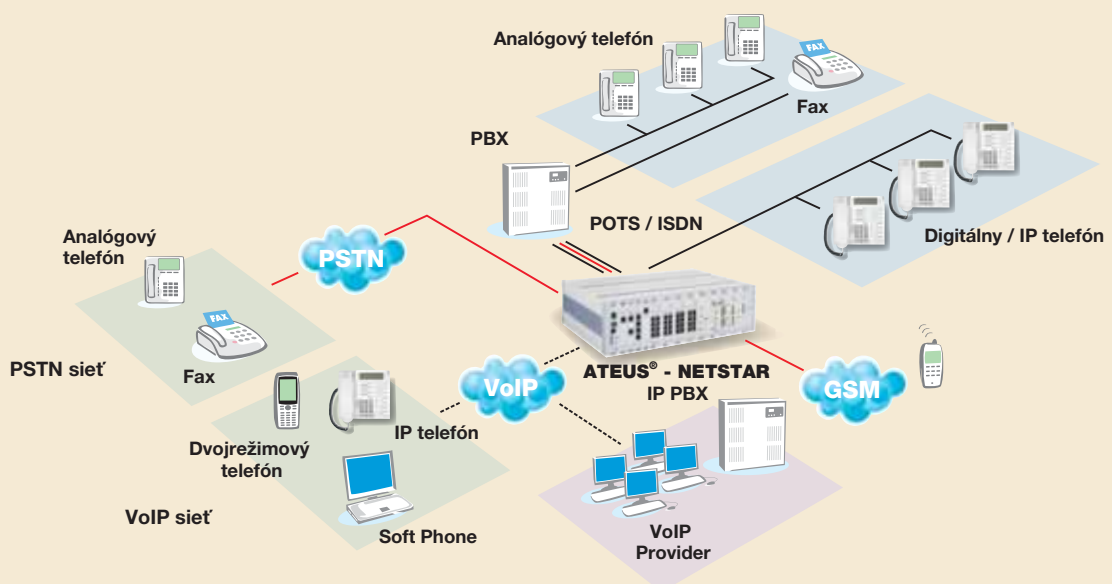 Analógový telefón
FAX
Fax
PBX
POTS / ISDN
Digitálny / IP telefón
Analógový
telefón
PSTN
FAX
Fax
PSTN sieť
ATEUS® - NETSTAR
IP PBX
VoIP
GSM
Dvojrežimový
telefón
IP telefón
Soft Phone
VoIP sieť
VoIP
Provider